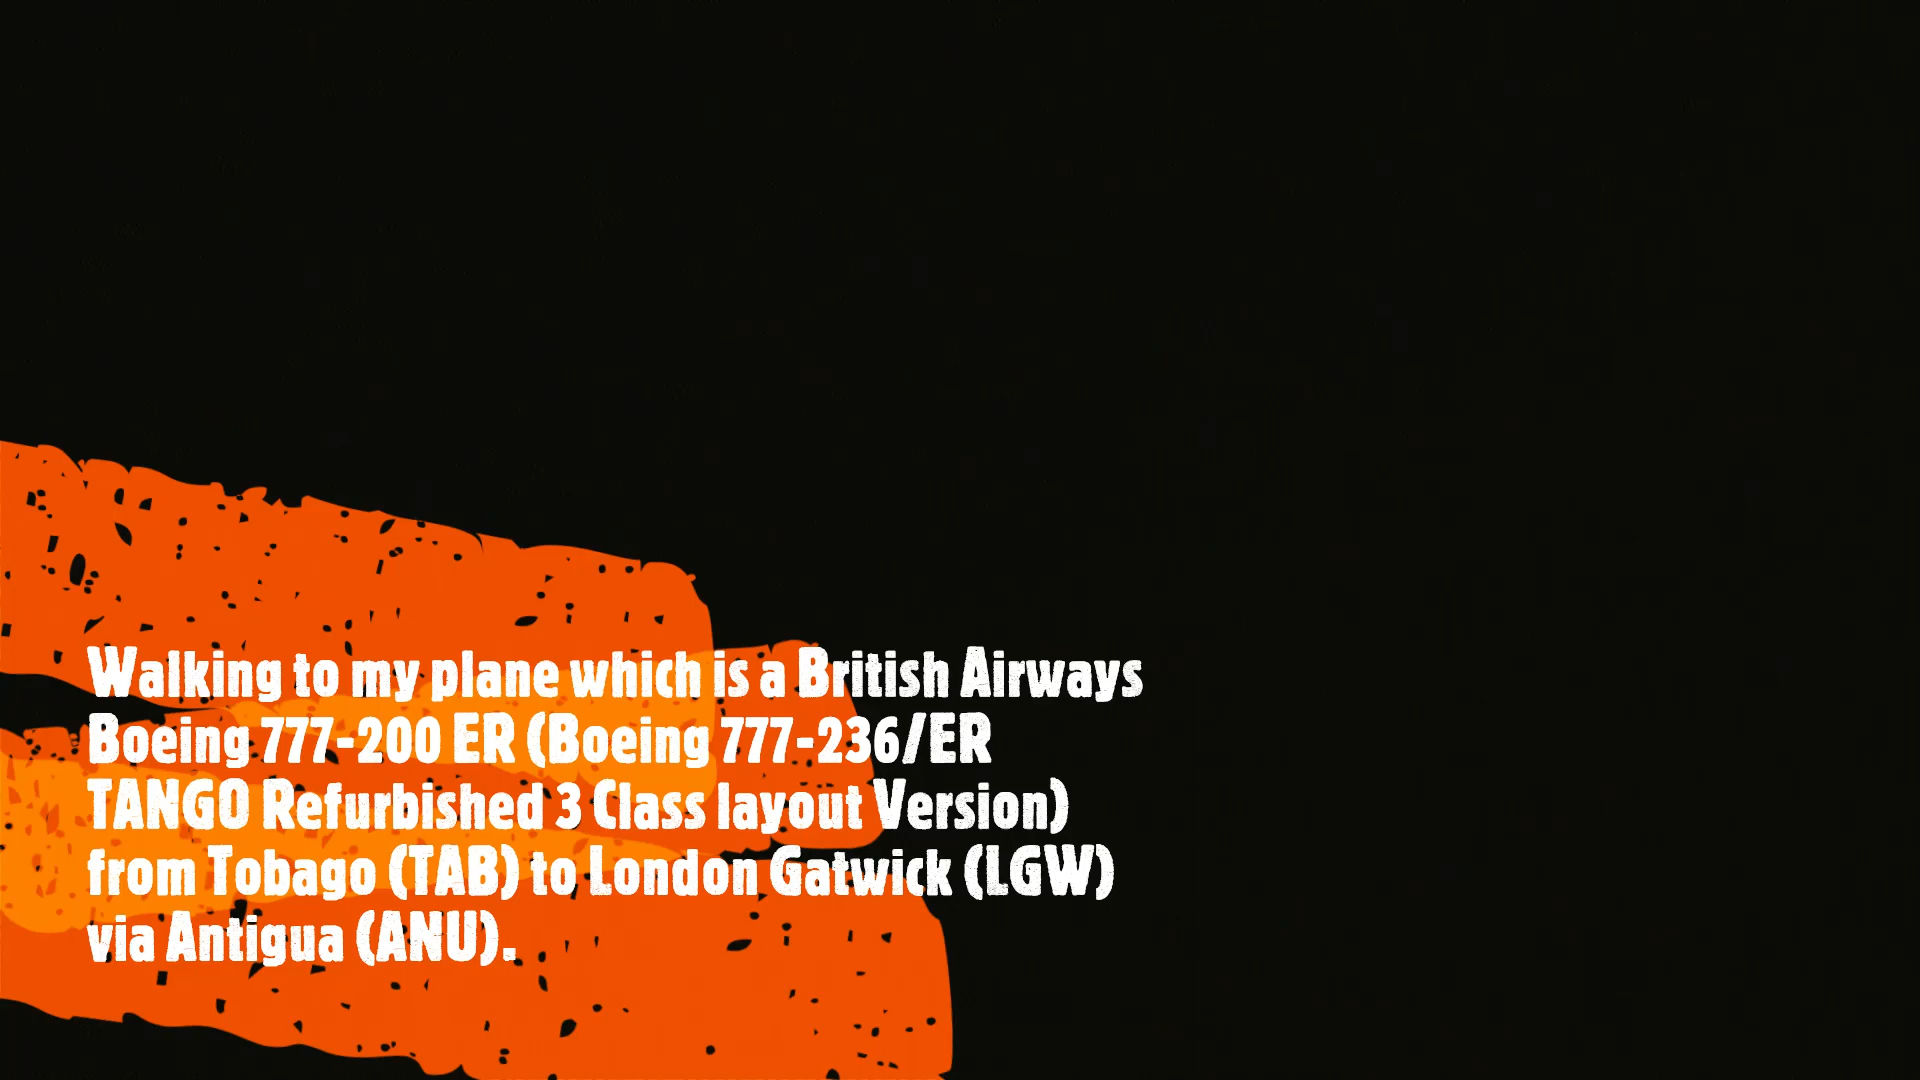 Walking to my plane which is a British Airways
Boeing 777-200 ER (Boeing 777-236/ER
TANGO Refurbished 3 Class layout Version)
from Tobago (TAB) to London Gatwick (LGW)
via Antigua (ANU).